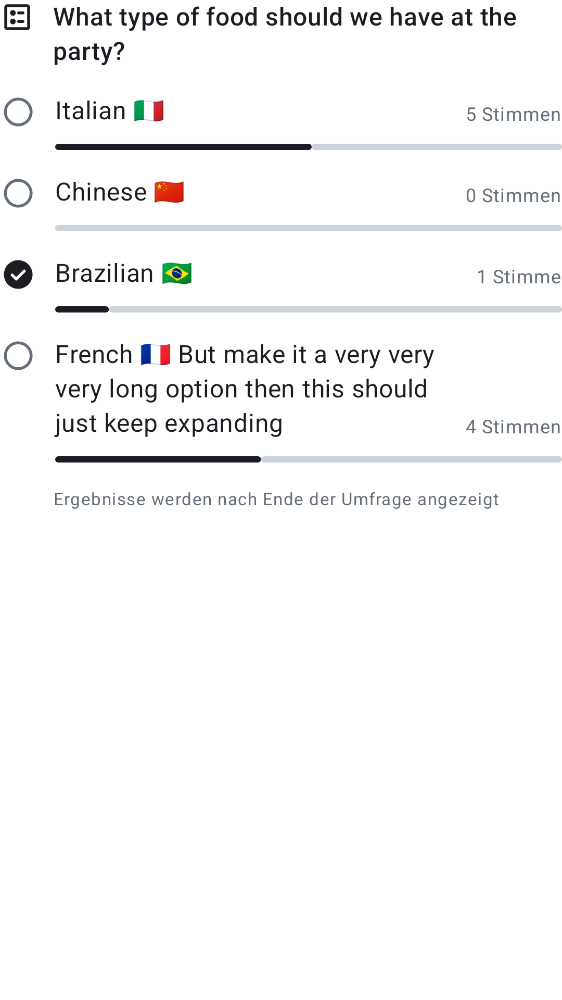 What type of food should we have at the
party?
Italian 🇮🇹
5 Stimmen
Chinese 🇨🇳
0 Stimmen
Brazilian 🇧🇷
1 Stimme
French 🇫🇷 But make it a very very
very long option then this should
just keep expanding
4 Stimmen
Ergebnisse werden nach Ende der Umfrage angezeigt